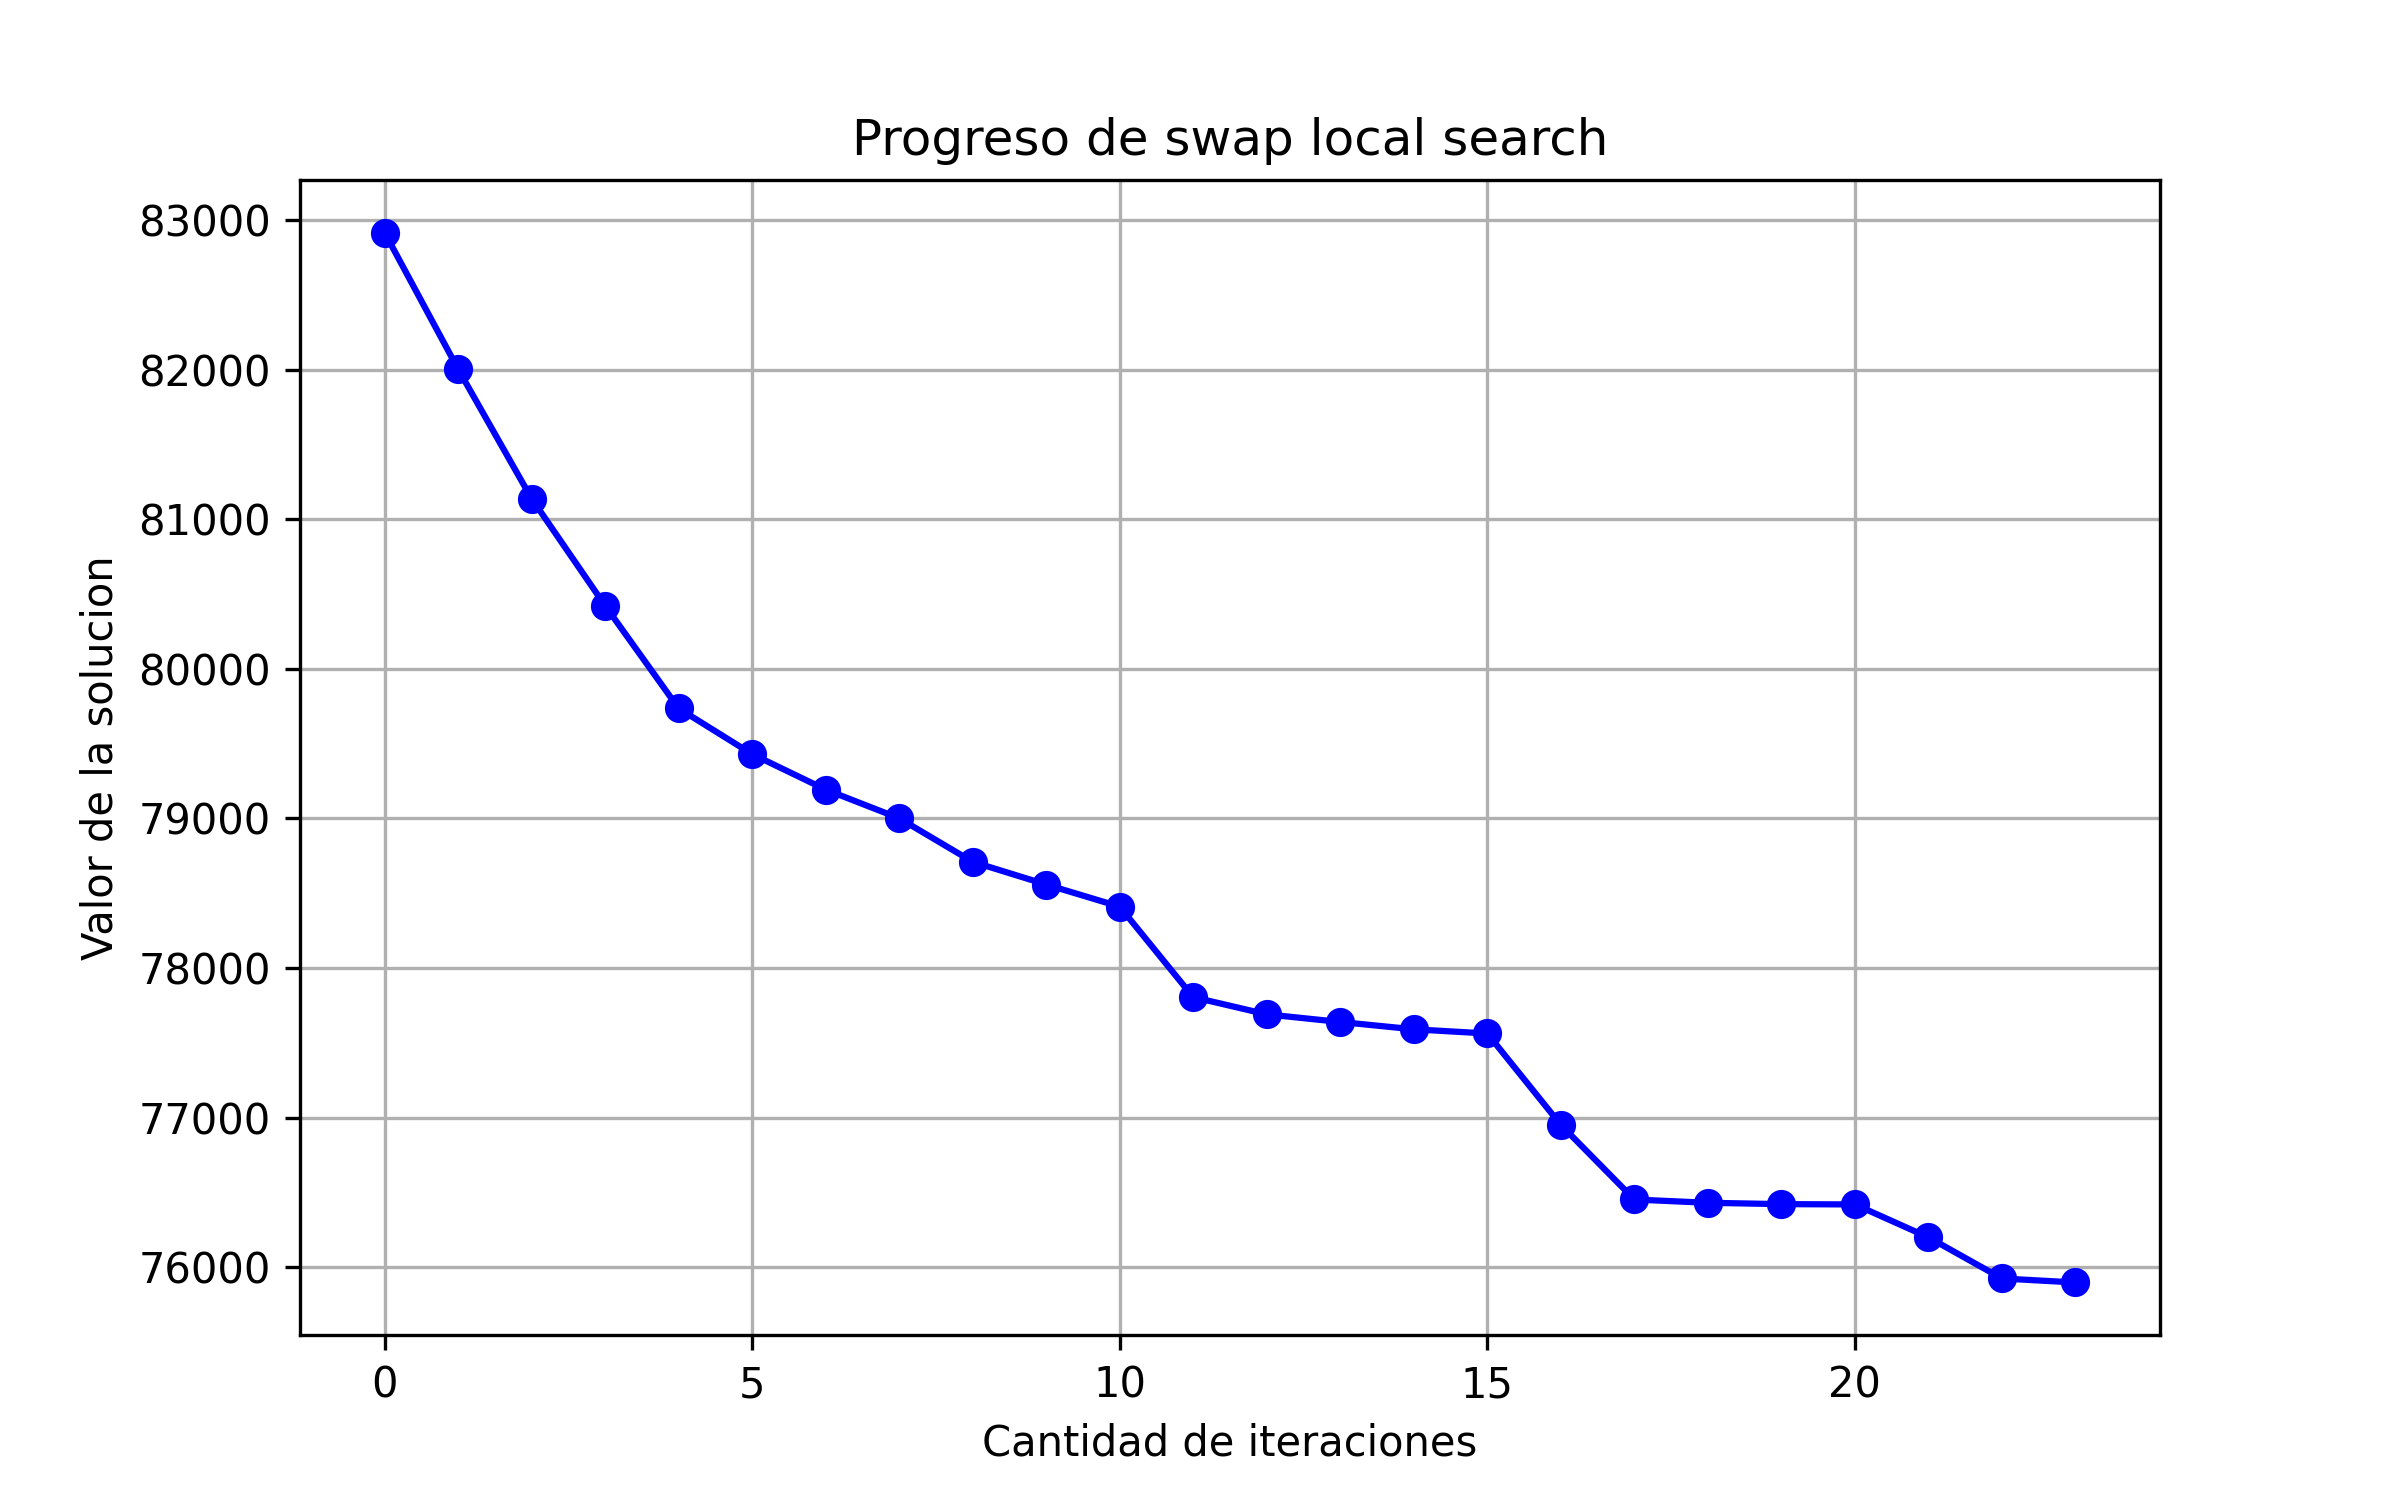 Progreso de swap local search
Valor de la solucion
83000
82000
81000
80000
79000
78000
77000
76000
0 5 10 15 20
Cantidad de iteraciones